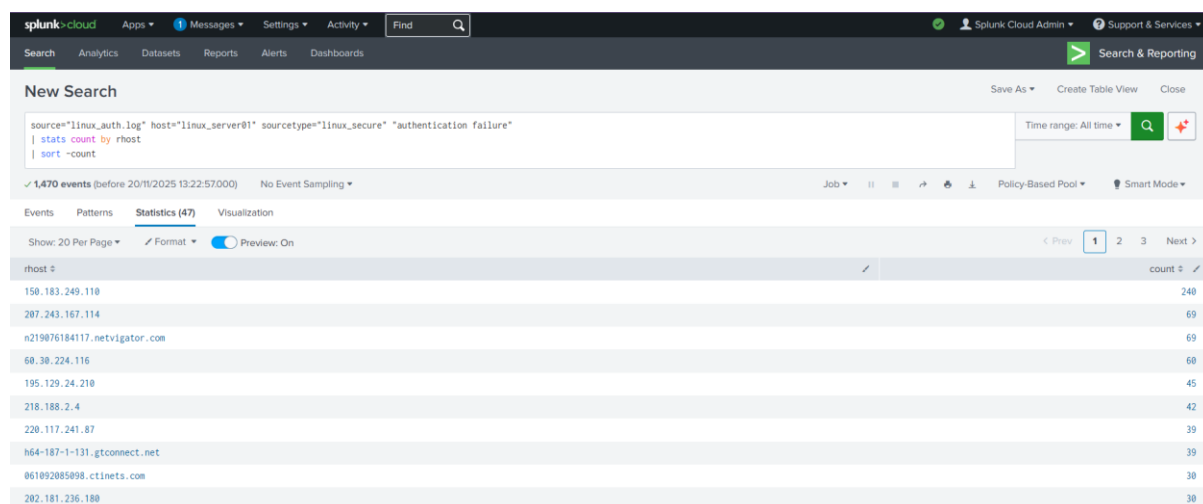 splunk>cloud Apps 1 Messages Settings Activity Find Splunk Cloud Admin Support & Services
Search Analytics Datasets Reports Alerts Dashboards Search & Reporting
New Search Save As Create Table View Close
source="linux_auth.log" host="linux_server01" sourcetype="linux_secure" "authentication failure" Time range: All time
| stats count by rhost
| sort -count
1,470 events (before 20/11/2025 13:22:57.000) No Event Sampling Job Policy-Based Pool Smart Mode
Events Patterns Statistics (47) Visualization
Show: 20 Per Page Format Preview: On < Prev 1 2 3 Next >
rhost count
150.183.249.110 240
207.243.167.114 69
n219076184117.netvigator.com 69
60.30.224.116 60
195.129.24.210 45
218.188.2.4 42
220.117.241.87 39
h64-187-1-131.gtconnect.net 39
061092085098.ctinets.com 30
202.181.236.180 30